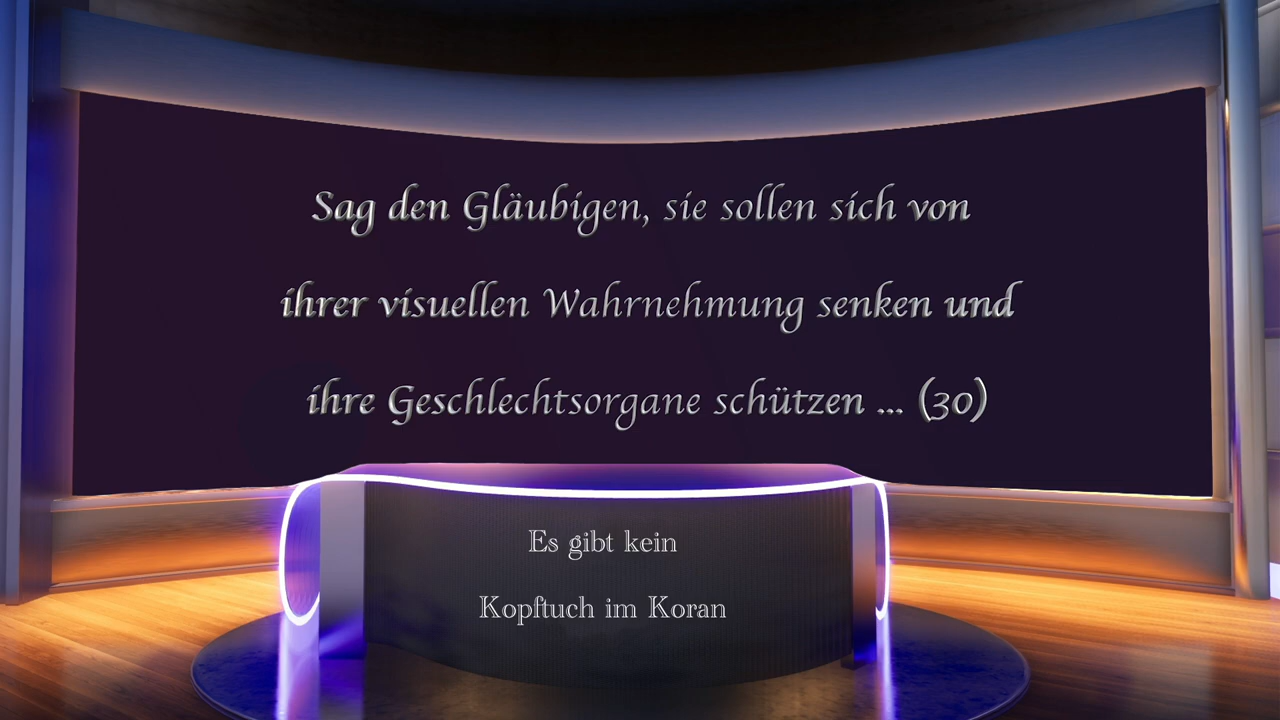 Sag den Gläubigen, sie sollen sich von
ihrer visuellen Wahrnehmung senken und
ihre Geschlechtsorgane schützen ... (30)
Es gibt kein
Kopftuch im Koran